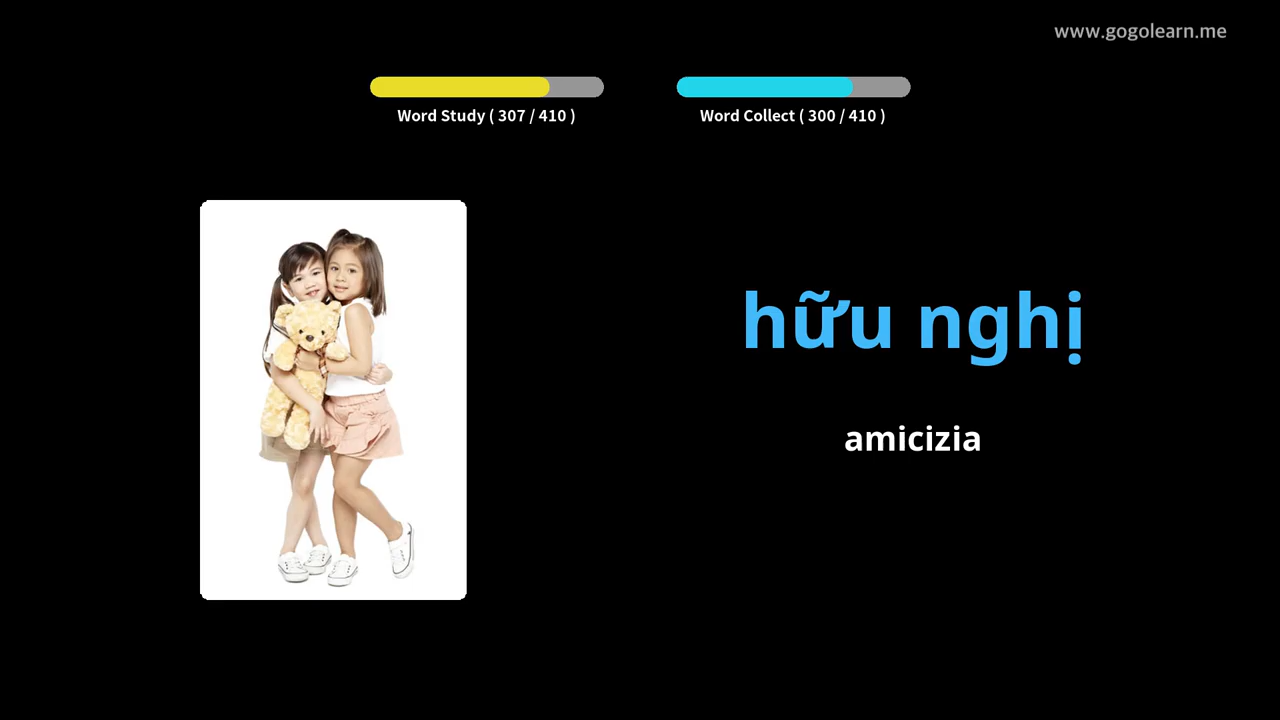 www.gogolearn.me
Word Study ( 307 / 410 )
Word Collect ( 300 / 410 )
hữu nghị
amicizia